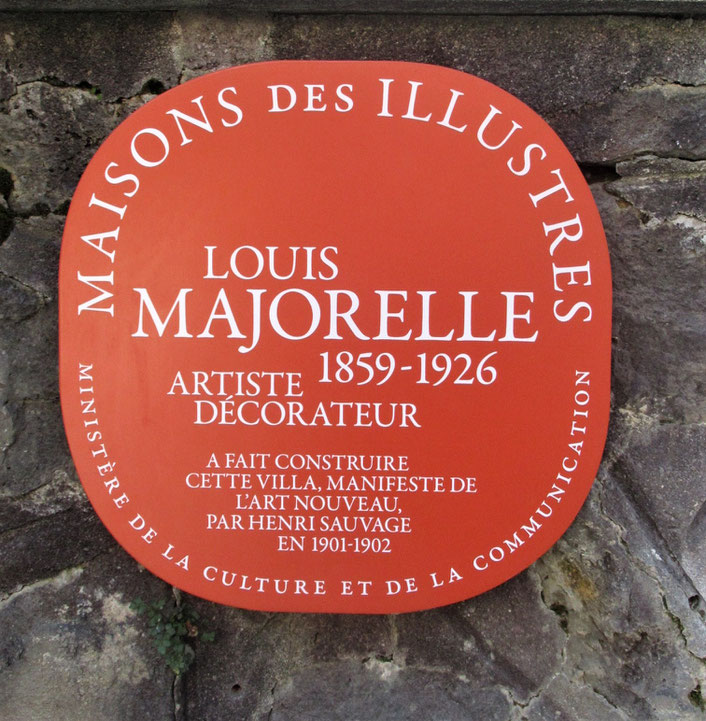 MAISONS DES ILLUSTRES
LOUIS
MAJORELLE
1859-1926
ARTISTE
DÉCORATEUR
A FAIT CONSTRUIRE
CETTE VILLA, MANIFESTE DE
L'ART NOUVEAU,
PAR HENRI SAUVAGE
EN 1901-1902
MINISTÈRE DE LA CULTURE ET DE LA COMMUNICATION